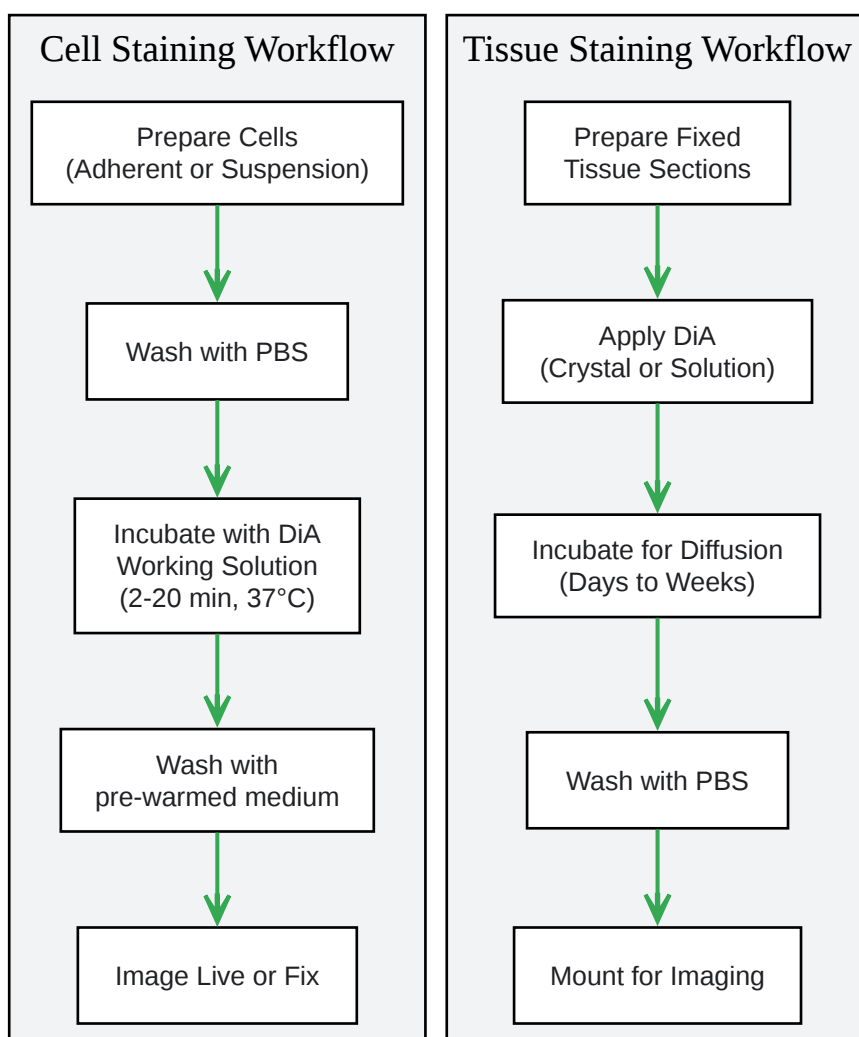 Cell Staining Workflow
Prepare Cells
(Adherent or Suspension)
Wash with PBS
Incubate with DiA
Working Solution
(2-20 min, 37°C)
Wash with
pre-warmed medium
Image Live or Fix
Tissue Staining Workflow
Prepare Fixed
Tissue Sections
Apply DiA
(Crystal or Solution)
Incubate for Diffusion
(Days to Weeks)
Wash with PBS
Mount for Imaging